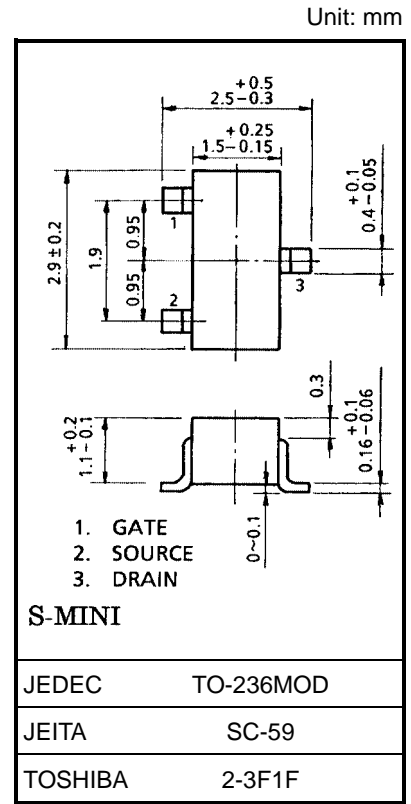 Unit: mm
+0.5
2.5−0.3
+0.25
1.5−0.15
2.9±0.2
1.9
0.95
0.95
1
2
3
+0.1
0.4−0.05
+0.2
1.1−0.1
0.3
+0.1
0.16−0.06
0~0.1
1. GATE
2. SOURCE
3. DRAIN
S-MINI
JEDEC TO-236MOD
JEITA SC-59
TOSHIBA 2-3F1F